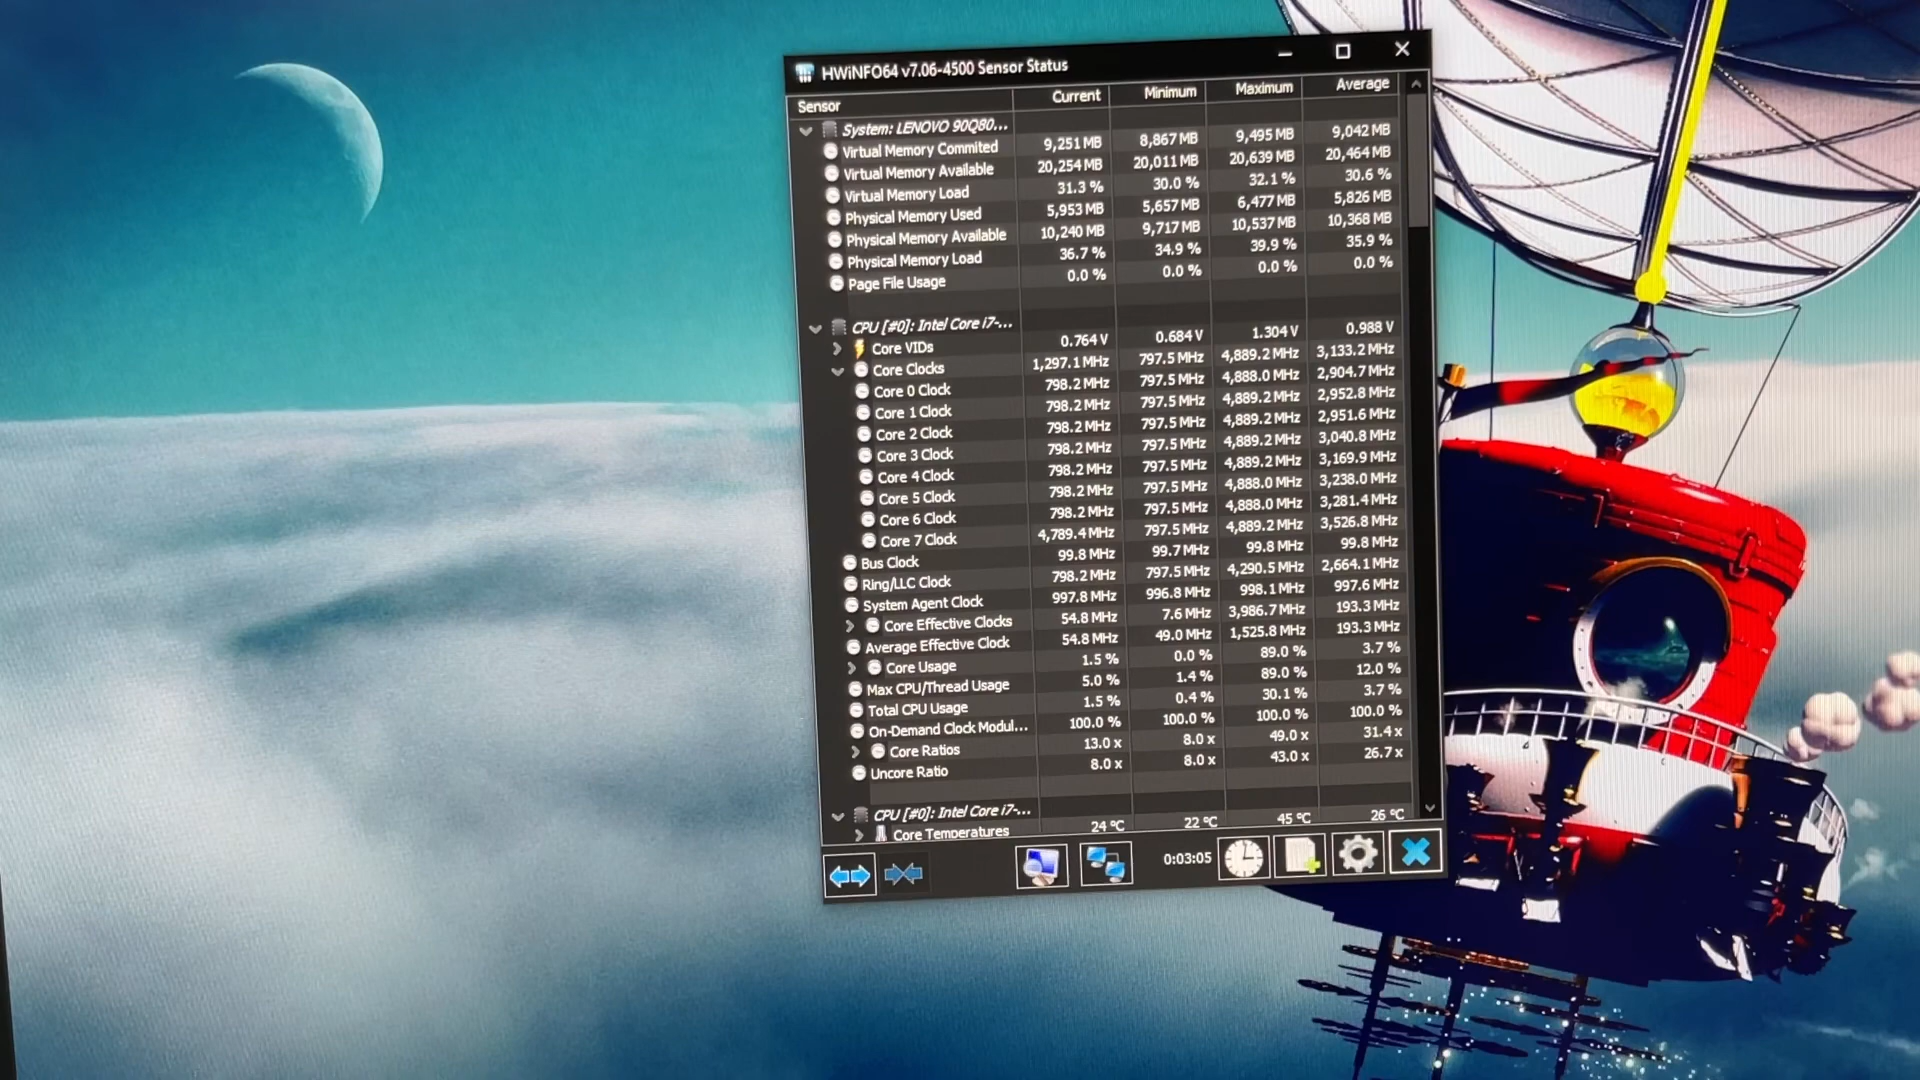 HWiNFO64 v7.06-4500 Sensor Status
Sensor Current Minimum Maximum Average
System: LENOVO 90Q80...
Virtual Memory Commited 9,251 MB 8,867 MB 9,495 MB 9,042 MB
Virtual Memory Available 20,254 MB 20,011 MB 20,639 MB 20,464 MB
Virtual Memory Load 31.3 % 30.0 % 32.1 % 30.6 %
Physical Memory Used 5,953 MB 5,657 MB 6,477 MB 5,826 MB
Physical Memory Available 10,240 MB 9,717 MB 10,537 MB 10,368 MB
Physical Memory Load 36.7 % 34.9 % 39.9 % 35.9 %
Page File Usage 0.0 % 0.0 % 0.0 % 0.0 %
CPU [#0]: Intel Core i7-...
Core VIDs 0.764 V 0.684 V 1.304 V 0.988 V
Core Clocks 1,297.1 MHz 797.5 MHz 4,889.2 MHz 3,133.2 MHz
Core 0 Clock 798.2 MHz 797.5 MHz 4,888.0 MHz 2,904.7 MHz
Core 1 Clock 798.2 MHz 797.5 MHz 4,889.2 MHz 2,952.8 MHz
Core 2 Clock 798.2 MHz 797.5 MHz 4,889.2 MHz 2,951.6 MHz
Core 3 Clock 798.2 MHz 797.5 MHz 4,889.2 MHz 3,040.8 MHz
Core 4 Clock 798.2 MHz 797.5 MHz 4,889.2 MHz 3,169.9 MHz
Core 5 Clock 798.2 MHz 797.5 MHz 4,888.0 MHz 3,238.0 MHz
Core 6 Clock 798.2 MHz 797.5 MHz 4,888.0 MHz 3,281.4 MHz
Core 7 Clock 4,789.4 MHz 797.5 MHz 4,889.2 MHz 3,526.8 MHz
Bus Clock 99.8 MHz 99.7 MHz 99.8 MHz 99.8 MHz
Ring/LLC Clock 798.2 MHz 797.5 MHz 4,290.5 MHz 2,664.1 MHz
System Agent Clock 997.8 MHz 996.8 MHz 998.1 MHz 997.6 MHz
Core Effective Clocks 54.8 MHz 7.6 MHz 3,986.7 MHz 193.3 MHz
Average Effective Clock 54.8 MHz 49.0 MHz 1,525.8 MHz 193.3 MHz
Core Usage 1.5 % 0.0 % 89.0 % 3.7 %
Max CPU/Thread Usage 5.0 % 1.4 % 89.0 % 12.0 %
Total CPU Usage 1.5 % 0.4 % 30.1 % 3.7 %
On-Demand Clock Modul... 100.0 % 100.0 % 100.0 % 100.0 %
Core Ratios 13.0 x 8.0 x 49.0 x 31.4 x
Uncore Ratio 8.0 x 8.0 x 43.0 x 26.7 x
CPU [#0]: Intel Core i7-...
Core Temperatures 24 °C 22 °C 45 °C 26 °C
0:03:05